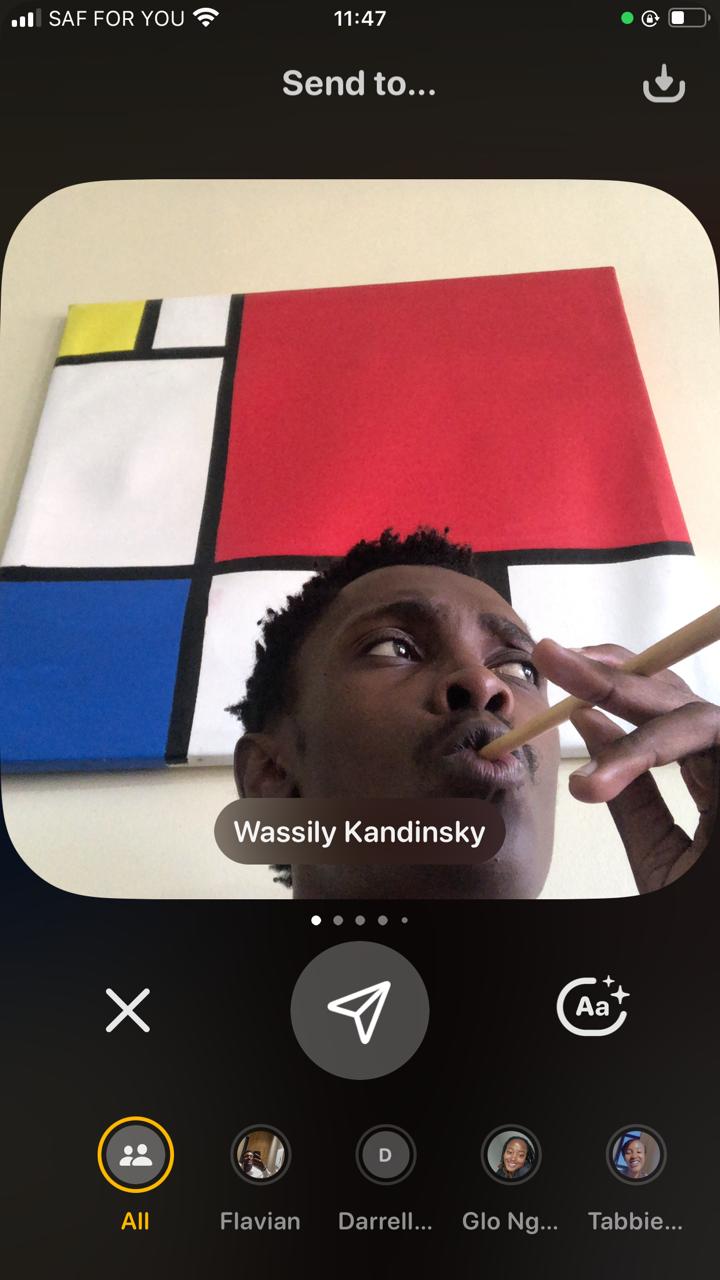 SAF FOR YOU
11:47
Send to...
Wassily Kandinsky
Aa
D
All
Flavian
Darrell...
Glo Ng...
Tabbie...